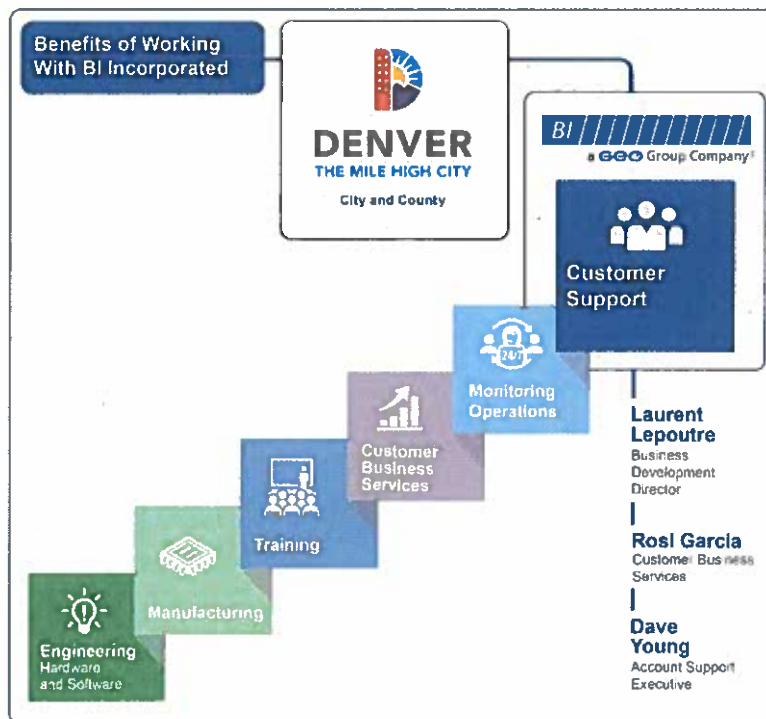 Benefits of Working
With BI Incorporated
DENVER
THE MILE HIGH CITY
City and County
BI
a GEO Group Company
Customer
Support
24/7
Monitoring
Operations
Customer
Business
Services
Training
Manufacturing
Engineering
Hardware
and Software
Laurent
Lepoutre
Business
Development
Director
Rosi Garcia
Customer Business
Services
Dave
Young
Account Support
Executive